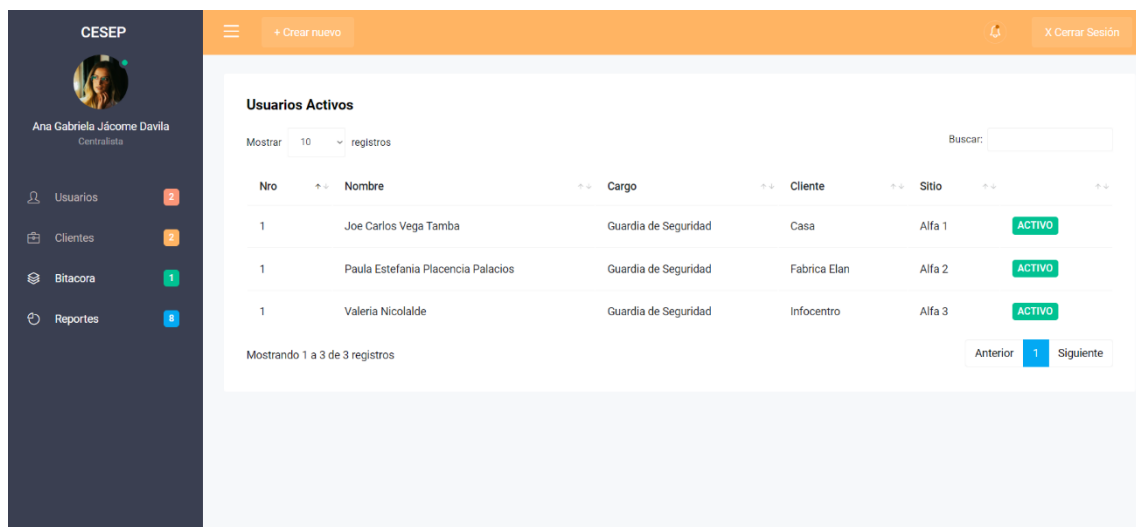 CESEP
+ Crear nuevo
X Cerrar Sesión
Ana Gabriela Jácome Davila
Centralista
Usuarios 2
Clientes 2
Bitacora 1
Reportes 8
Usuarios Activos
Mostrar 10 registros
Buscar:
Nro Nombre Cargo Cliente Sitio
1 Joe Carlos Vega Tamba Guardia de Seguridad Casa Alfa 1 ACTIVO
1 Paula Estefania Placencia Palacios Guardia de Seguridad Fabrica Elan Alfa 2 ACTIVO
1 Valeria Nicolalde Guardia de Seguridad Infocentro Alfa 3 ACTIVO
Mostrando 1 a 3 de 3 registros
Anterior 1 Siguiente